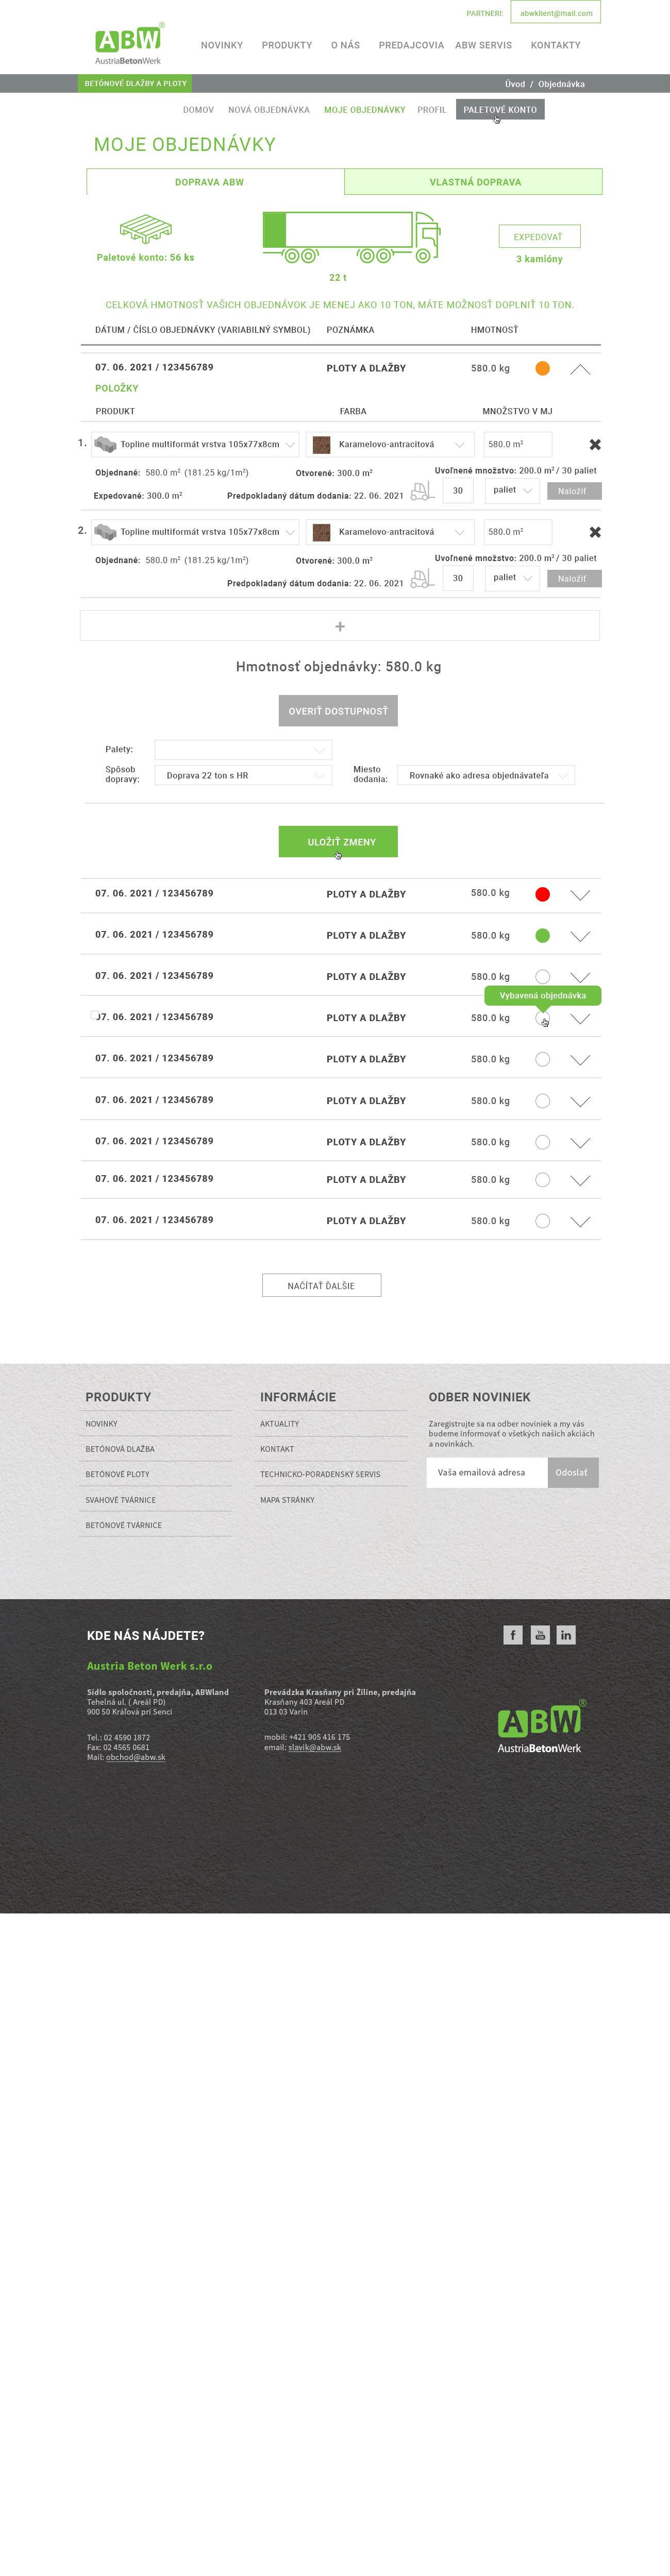 PARTNERI: abwklient@mail.com
ABW®
AustriaBetonWerk
NOVINKY PRODUKTY O NÁS PREDAJCOVIA ABW SERVIS KONTAKTY
BETÓNOVÉ DLAŽBY A PLOTY Úvod / Objednávka
DOMOV NOVÁ OBJEDNÁVKA MOJE OBJEDNÁVKY PROFIL PALETOVÉ KONTO
MOJE OBJEDNÁVKY
DOPRAVA ABW VLASTNÁ DOPRAVA
EXPEDOVAŤ
Paletové konto: 56 ks 3 kamióny
22 t
CELKOVÁ HMOTNOSŤ VAŠICH OBJEDNÁVOK JE MENEJ AKO 10 TON, MÁTE MOŽNOSŤ DOPLNIŤ 10 TON.
DÁTUM / ČÍSLO OBJEDNÁVKY (VARIABILNÝ SYMBOL) POZNÁMKA HMOTNOSŤ
07. 06. 2021 / 123456789 PLOTY A DLAŽBY 580.0 kg
POLOŽKY
PRODUKT FARBA MNOŽSTVO V MJ
1. Topline multiformát vrstva 105x77x8cm Karamelovo-antracitová 580.0 m²
Objednané: 580.0 m² (181.25 kg/1m²) Otvorené: 300.0 m² Uvoľnené množstvo: 200.0 m² / 30 paliet
Expedované: 300.0 m² Predpokladaný dátum dodania: 22. 06. 2021 30 paliet Naložiť
2. Topline multiformát vrstva 105x77x8cm Karamelovo-antracitová 580.0 m²
Objednané: 580.0 m² (181.25 kg/1m²) Otvorené: 300.0 m² Uvoľnené množstvo: 200.0 m² / 30 paliet
Predpokladaný dátum dodania: 22. 06. 2021 30 paliet Naložiť
+
Hmotnosť objednávky: 580.0 kg
OVERIŤ DOSTUPNOSŤ
Palety:
Spôsob dopravy: Doprava 22 ton s HR Miesto dodania: Rovnaké ako adresa objednávateľa
ULOŽIŤ ZMENY
07. 06. 2021 / 123456789 PLOTY A DLAŽBY 580.0 kg
07. 06. 2021 / 123456789 PLOTY A DLAŽBY 580.0 kg
07. 06. 2021 / 123456789 PLOTY A DLAŽBY 580.0 kg
Vybavená objednávka
07. 06. 2021 / 123456789 PLOTY A DLAŽBY 580.0 kg
07. 06. 2021 / 123456789 PLOTY A DLAŽBY 580.0 kg
07. 06. 2021 / 123456789 PLOTY A DLAŽBY 580.0 kg
07. 06. 2021 / 123456789 PLOTY A DLAŽBY 580.0 kg
07. 06. 2021 / 123456789 PLOTY A DLAŽBY 580.0 kg
07. 06. 2021 / 123456789 PLOTY A DLAŽBY 580.0 kg
NAČÍTAŤ ĎALŠIE
PRODUKTY
NOVINKY
BETÓNOVÁ DLAŽBA
BETÓNOVÉ PLOTY
SVAHOVÉ TVÁRNICE
BETÓNOVÉ TVÁRNICE
INFORMÁCIE
AKTUALITY
KONTAKT
TECHNICKO-PORADENSKÝ SERVIS
MAPA STRÁNKY
ODBER NOVINIEK
Zaregistrujte sa na odber noviniek a my vás
budeme informovať o všetkých našich akciách
a novinkách.
Vaša emailová adresa Odoslať
KDE NÁS NÁJDETE?
f You Tube in
Austria Beton Werk s.r.o
Sídlo spoločnosti, predajňa, ABWland
Tehelná ul. ( Areál PD)
900 50 Kráľová pri Senci
Tel.: 02 4590 1872
Fax: 02 4565 0681
Mail: obchod@abw.sk
Prevádzka Krasňany pri Žiline, predajňa
Krasňany 403 Areál PD
013 03 Varín
mobil: +421 905 416 175
email: slavik@abw.sk
ABW®
AustriaBetonWerk